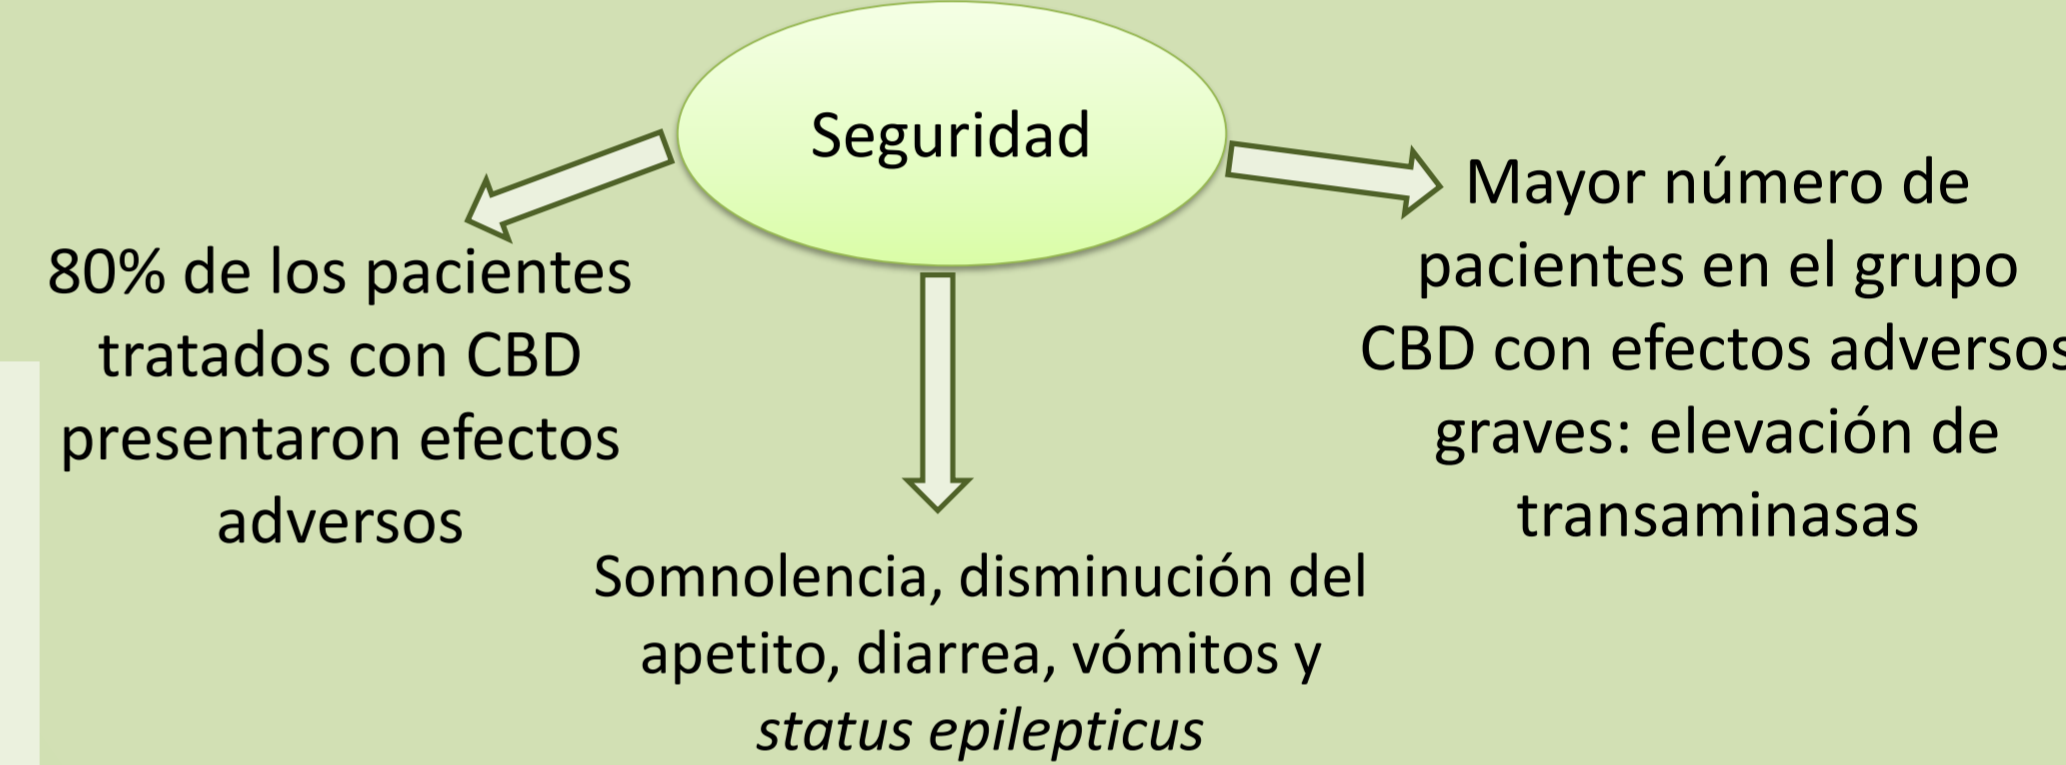 Seguridad
80% de los pacientes
tratados con CBD
presentaron efectos
adversos
Somnolencia, disminución del
apetito, diarrea, vómitos y
status epilepticus
Mayor número de
pacientes en el grupo
CBD con efectos adversos
graves: elevación de
transaminasas